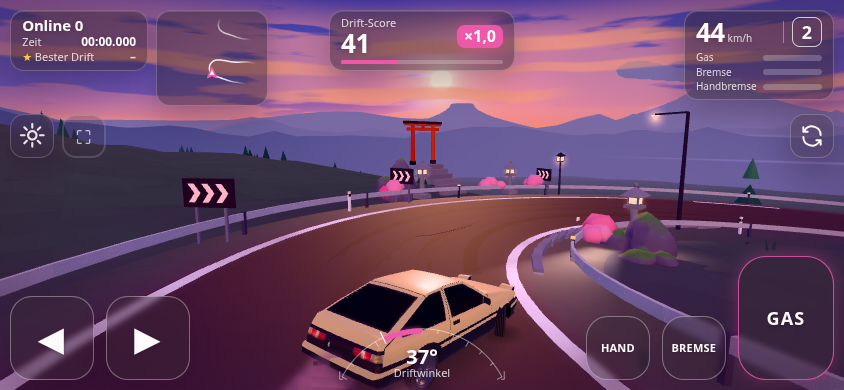 Online 0
Zeit 00:00.000
★ Bester Drift –
Drift-Score
41 ×1,0
44 km/h 2
Gas
Bremse
Handbremse
37°
Driftwinkel
HAND
BREMSE
GAS